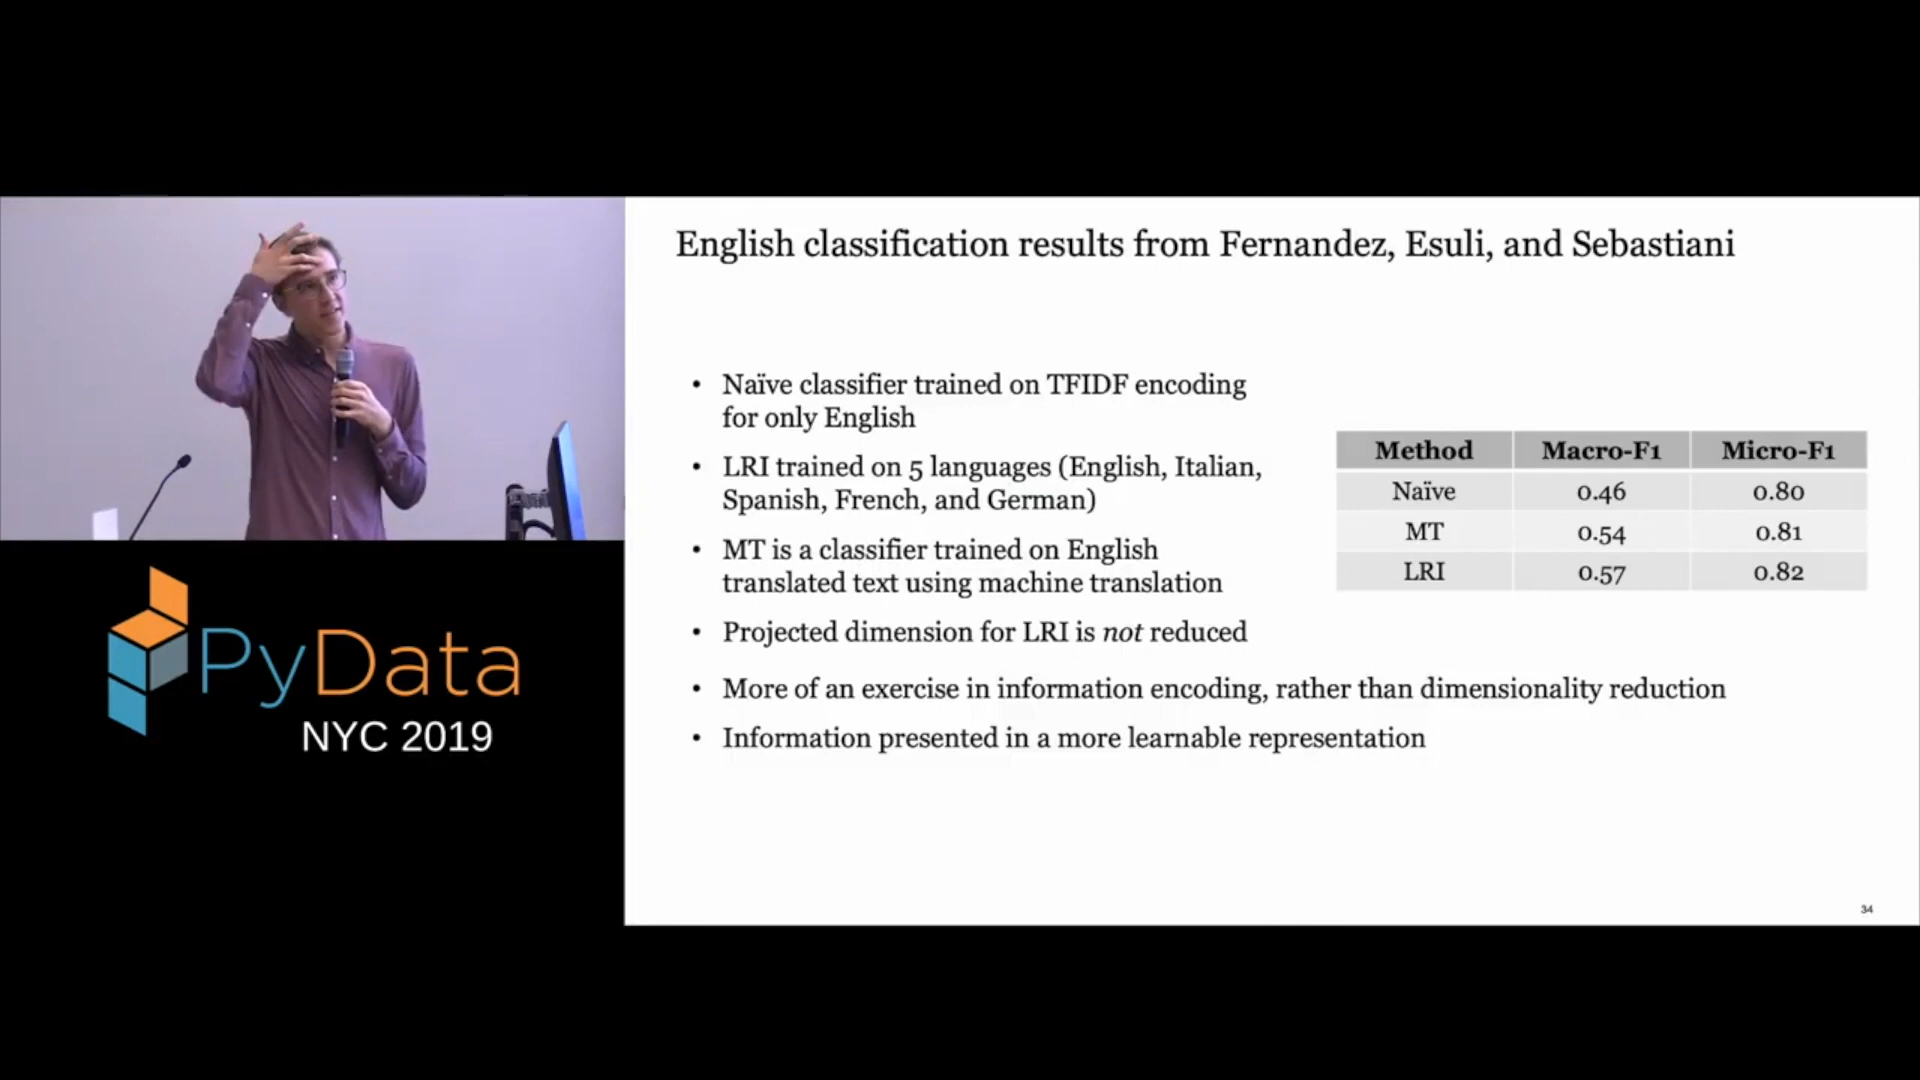 English classification results from Fernandez, Esuli, and Sebastiani
• Naïve classifier trained on TFIDF encoding
for only English
• LRI trained on 5 languages (English, Italian,
Spanish, French, and German)
• MT is a classifier trained on English
translated text using machine translation
• Projected dimension for LRI is not reduced
• More of an exercise in information encoding, rather than dimensionality reduction
• Information presented in a more learnable representation
Method Macro-F1 Micro-F1
Naïve 0.46 0.80
MT 0.54 0.81
LRI 0.57 0.82
34
PyData
NYC 2019